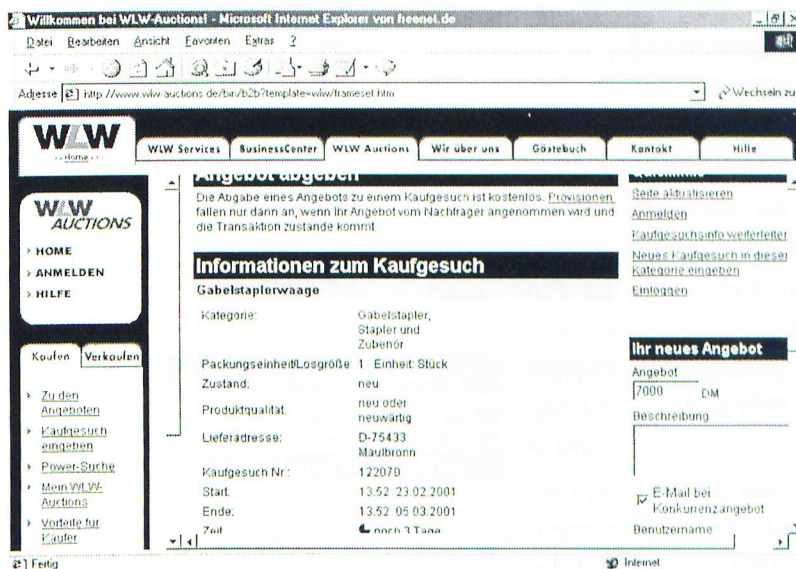 Willkommen bei WLW-Auctions! - Microsoft Internet Explorer von freenet.de
Datei Bearbeiten Ansicht Favoriten Extras ?
Adresse http://www.wlw-auctions.de/bin/b2b?template=wlw/frameset.htm Wechseln zu
WLW
Home
WLW Services BusinessCenter WLW Auctions Wir über uns Gästebuch Kontakt Hilfe
WLW
AUCTIONS
HOME
ANMELDEN
HILFE
Kaufen Verkaufen
Zu den
Angeboten
Kaufgesuch
eingeben
Power-Suche
Mein WLW-
Auctions
Vorteile für
Käufer
Angebot abgeben
Die Abgabe eines Angebots zu einem Kaufgesuch ist kostenlos. Provisionen
fallen nur dann an, wenn Ihr Angebot vom Nachfrager angenommen wird und
die Transaktion zustande kommt.
Informationen zum Kaufgesuch
Gabelstaplerwaage
Kategorie: Gabelstapler,
Stapler und
Zubehör
Packungseinheit/Losgröße 1 Einheit: Stück
Zustand: neu
Produktqualität: neu oder
neuwärtig
Lieferadresse: D-75433
Maulbronn
Kaufgesuch Nr.: 122070
Start: 13:52 23.02.2001
Ende: 13:52 05.03.2001
Zeit noch 3 Tage
Seite aktualisieren
Anmelden
Kaufgesuchsinfo weiterleiten
Neues Kaufgesuch in dieser
Kategorie eingeben
Einloggen
Ihr neues Angebot
Angebot
7000 DM
Beschreibung
E-Mail bei
Konkurrenzangebot
Benutzername
Fertig Internet